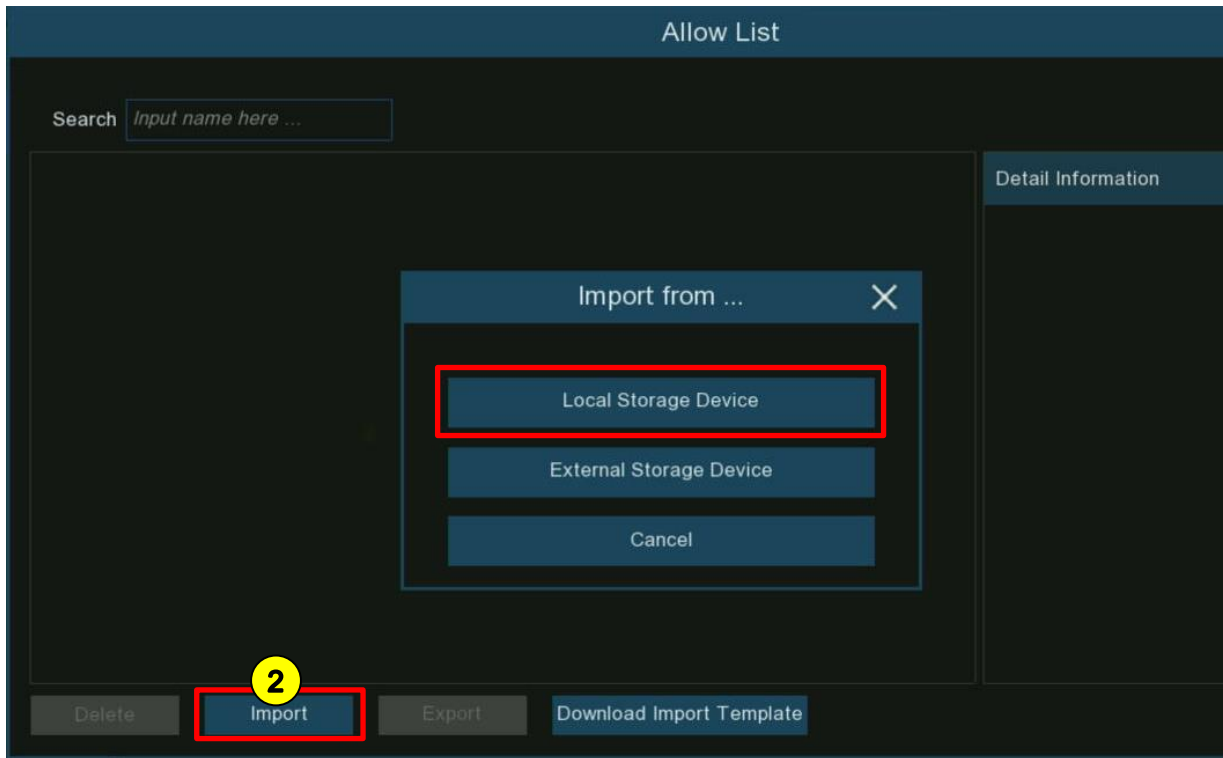 Allow List
Search Input name here ...
Detail Information
Import from ...
Local Storage Device
External Storage Device
Cancel
2
Delete Import Export Download Import Template